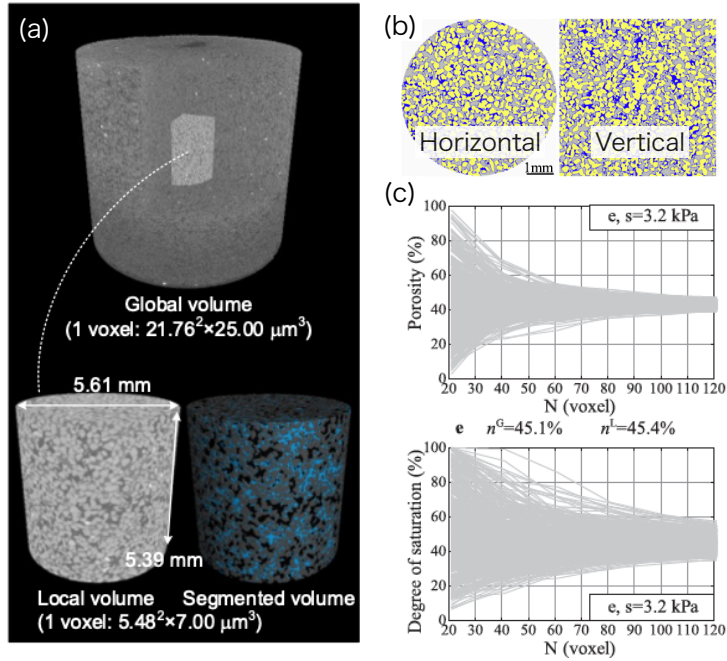 (a)
Global volume
(1 voxel: 21.76²×25.00 μm³)
5.61 mm
5.39 mm
Local volume
(1 voxel: 5.48²×7.00 μm³)
Segmented volume
(b)
Horizontal
Vertical
1mm
(c)
e, s=3.2 kPa
Porosity (%)
100
80
60
40
20
0
20 30 40 50 60 70 80 90 100 110 120
N (voxel)
e nᴳ=45.1% nᴸ=45.4%
Degree of saturation (%)
100
80
60
40
20
0
e, s=3.2 kPa
20 30 40 50 60 70 80 90 100 110 120
N (voxel)